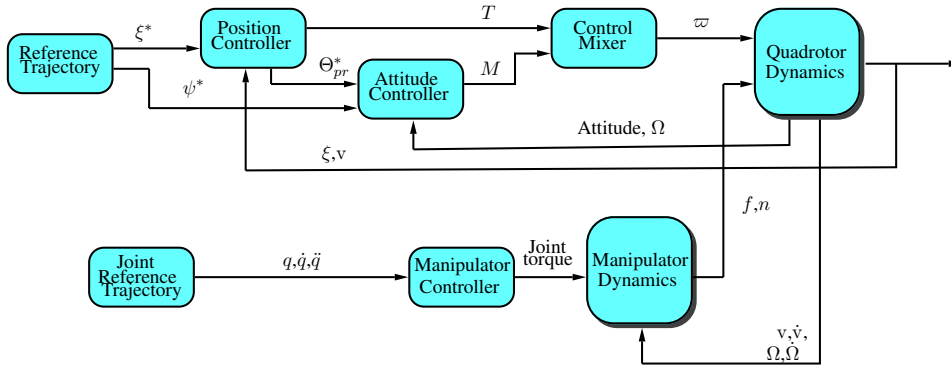 ξ*
Reference
Trajectory
ψ*
Position
Controller
T
Θ*pr
Attitude
Controller
M
Control
Mixer
ϖ
Quadrotor
Dynamics
Attitude, Ω
ξ,v
f,n
Joint
Reference
Trajectory
q,q̇,q̈
Manipulator
Controller
Joint
torque
Manipulator
Dynamics
v,v̇,
Ω,Ω̇